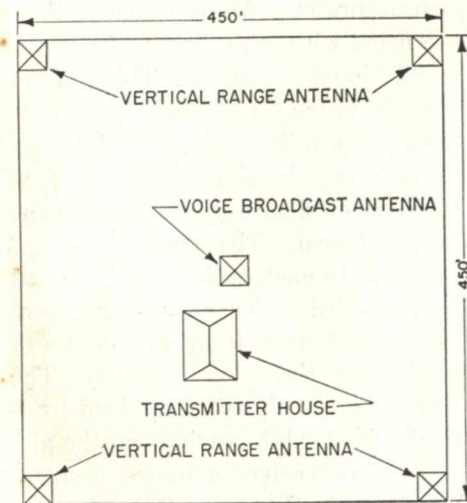 450'
VERTICAL RANGE ANTENNA
VOICE BROADCAST ANTENNA
450'
TRANSMITTER HOUSE
VERTICAL RANGE ANTENNA